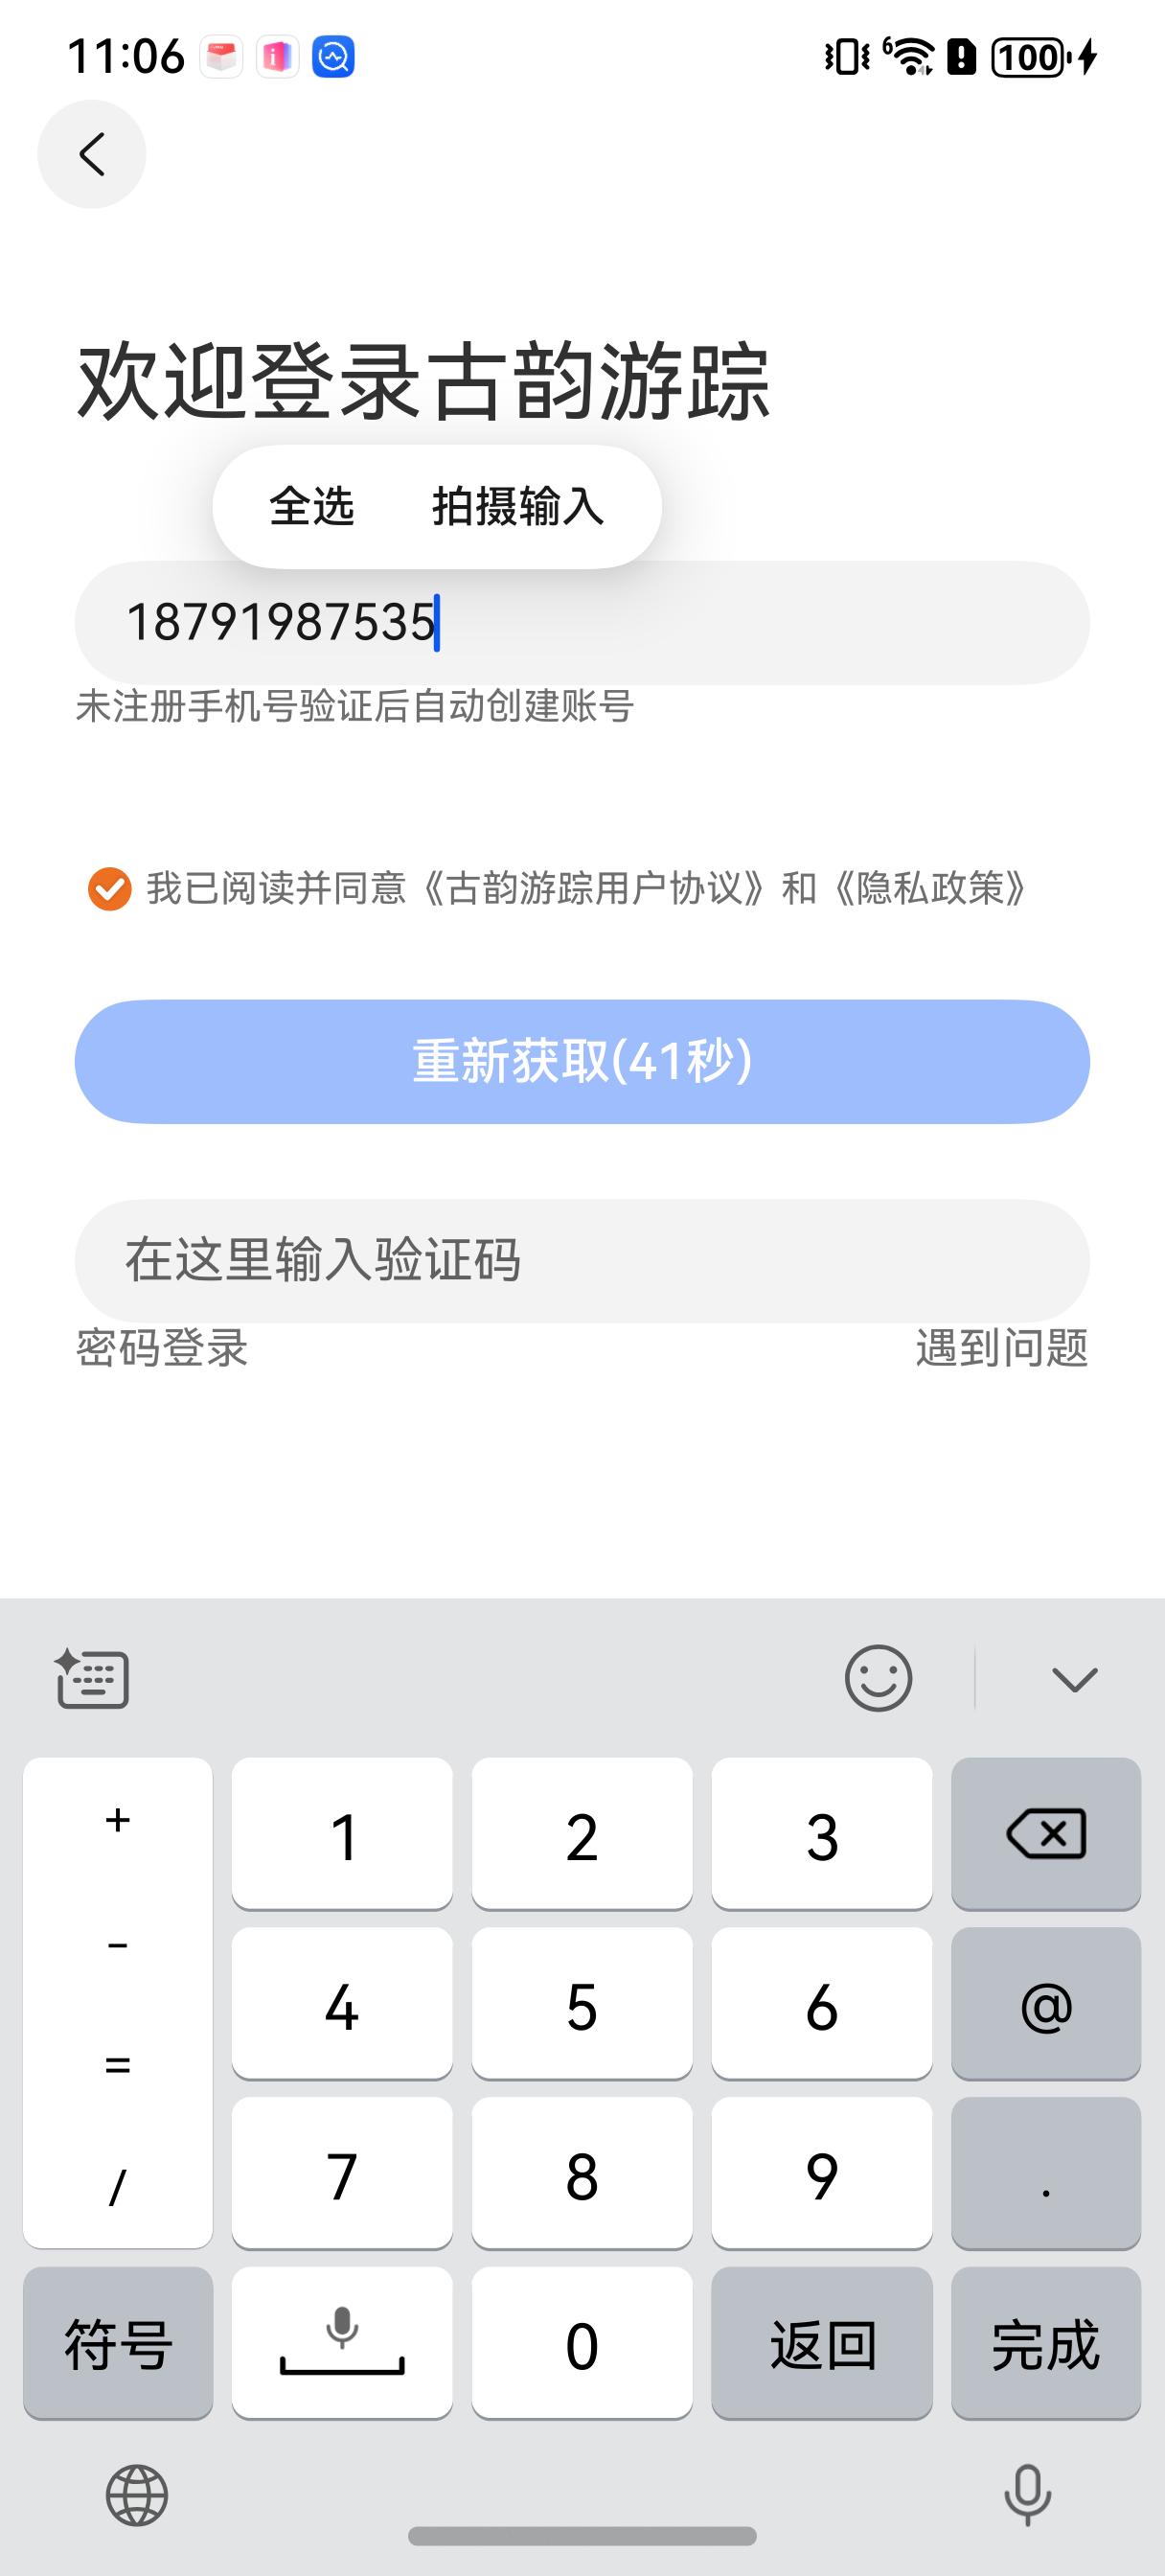 11:06
6
100
欢迎登录古韵游踪
全选 拍摄输入
18791987535
未注册手机号验证后自动创建账号
我已阅读并同意《古韵游踪用户协议》和《隐私政策》
重新获取(41秒)
在这里输入验证码
密码登录 遇到问题
+ 1 2 3
- 4 5 6 @
=
/ 7 8 9 .
符号 0 返回 完成